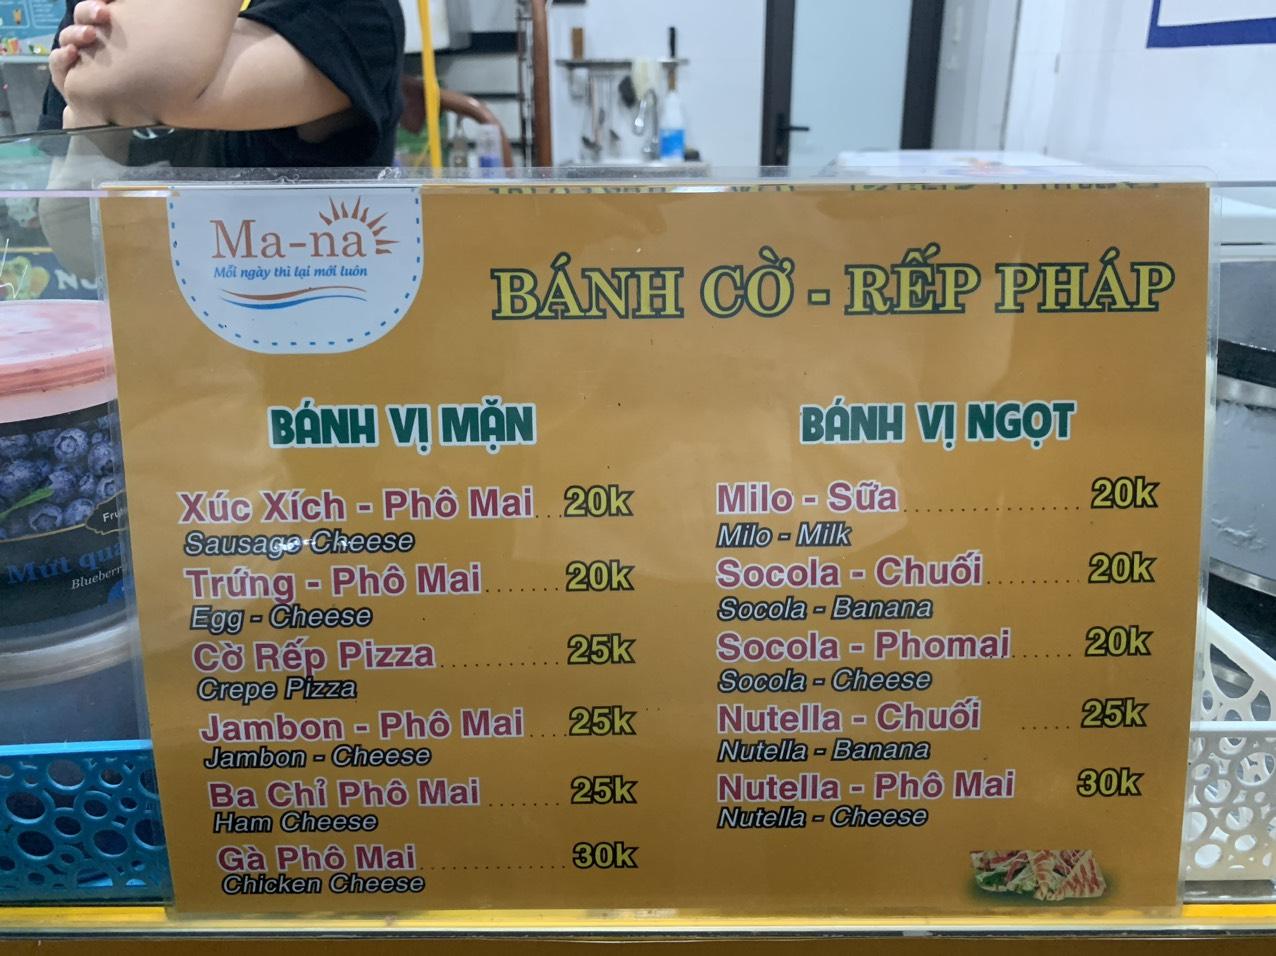 Ma-na
Mỗi ngày thì lại mới luôn
BÁNH CỜ - RẾP PHÁP
BÁNH VỊ MẶN
Xúc Xích - Phô Mai...20k
Sausage Cheese
Trứng - Phô Mai......20k
Egg - Cheese
Cờ Rếp Pizza...........25k
Crepe Pizza
Jambon - Phô Mai.....25k
Jambon - Cheese
Ba Chỉ Phô Mai.......25k
Ham Cheese
Gà Phô Mai..............30k
Chicken Cheese
BÁNH VỊ NGỌT
Milo - Sữa......................20k
Milo - Milk
Socola - Chuối...........20k
Socola - Banana
Socola - Phomai......20k
Socola - Cheese
Nutella - Chuối...........25k
Nutella - Banana
Nutella - Phô Mai 30k
Nutella - Cheese
Mứt